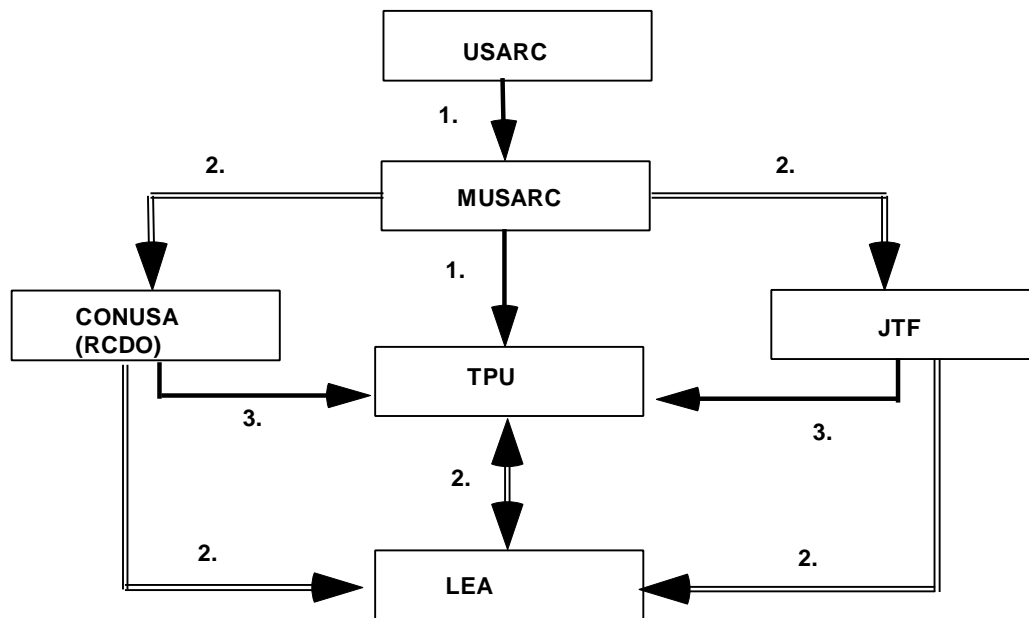 USARC
1.
2.
2.
MUSARC
1.
CONUSA
(RCDO)
JTF
TPU
3.
3.
2.
2.
2.
LEA